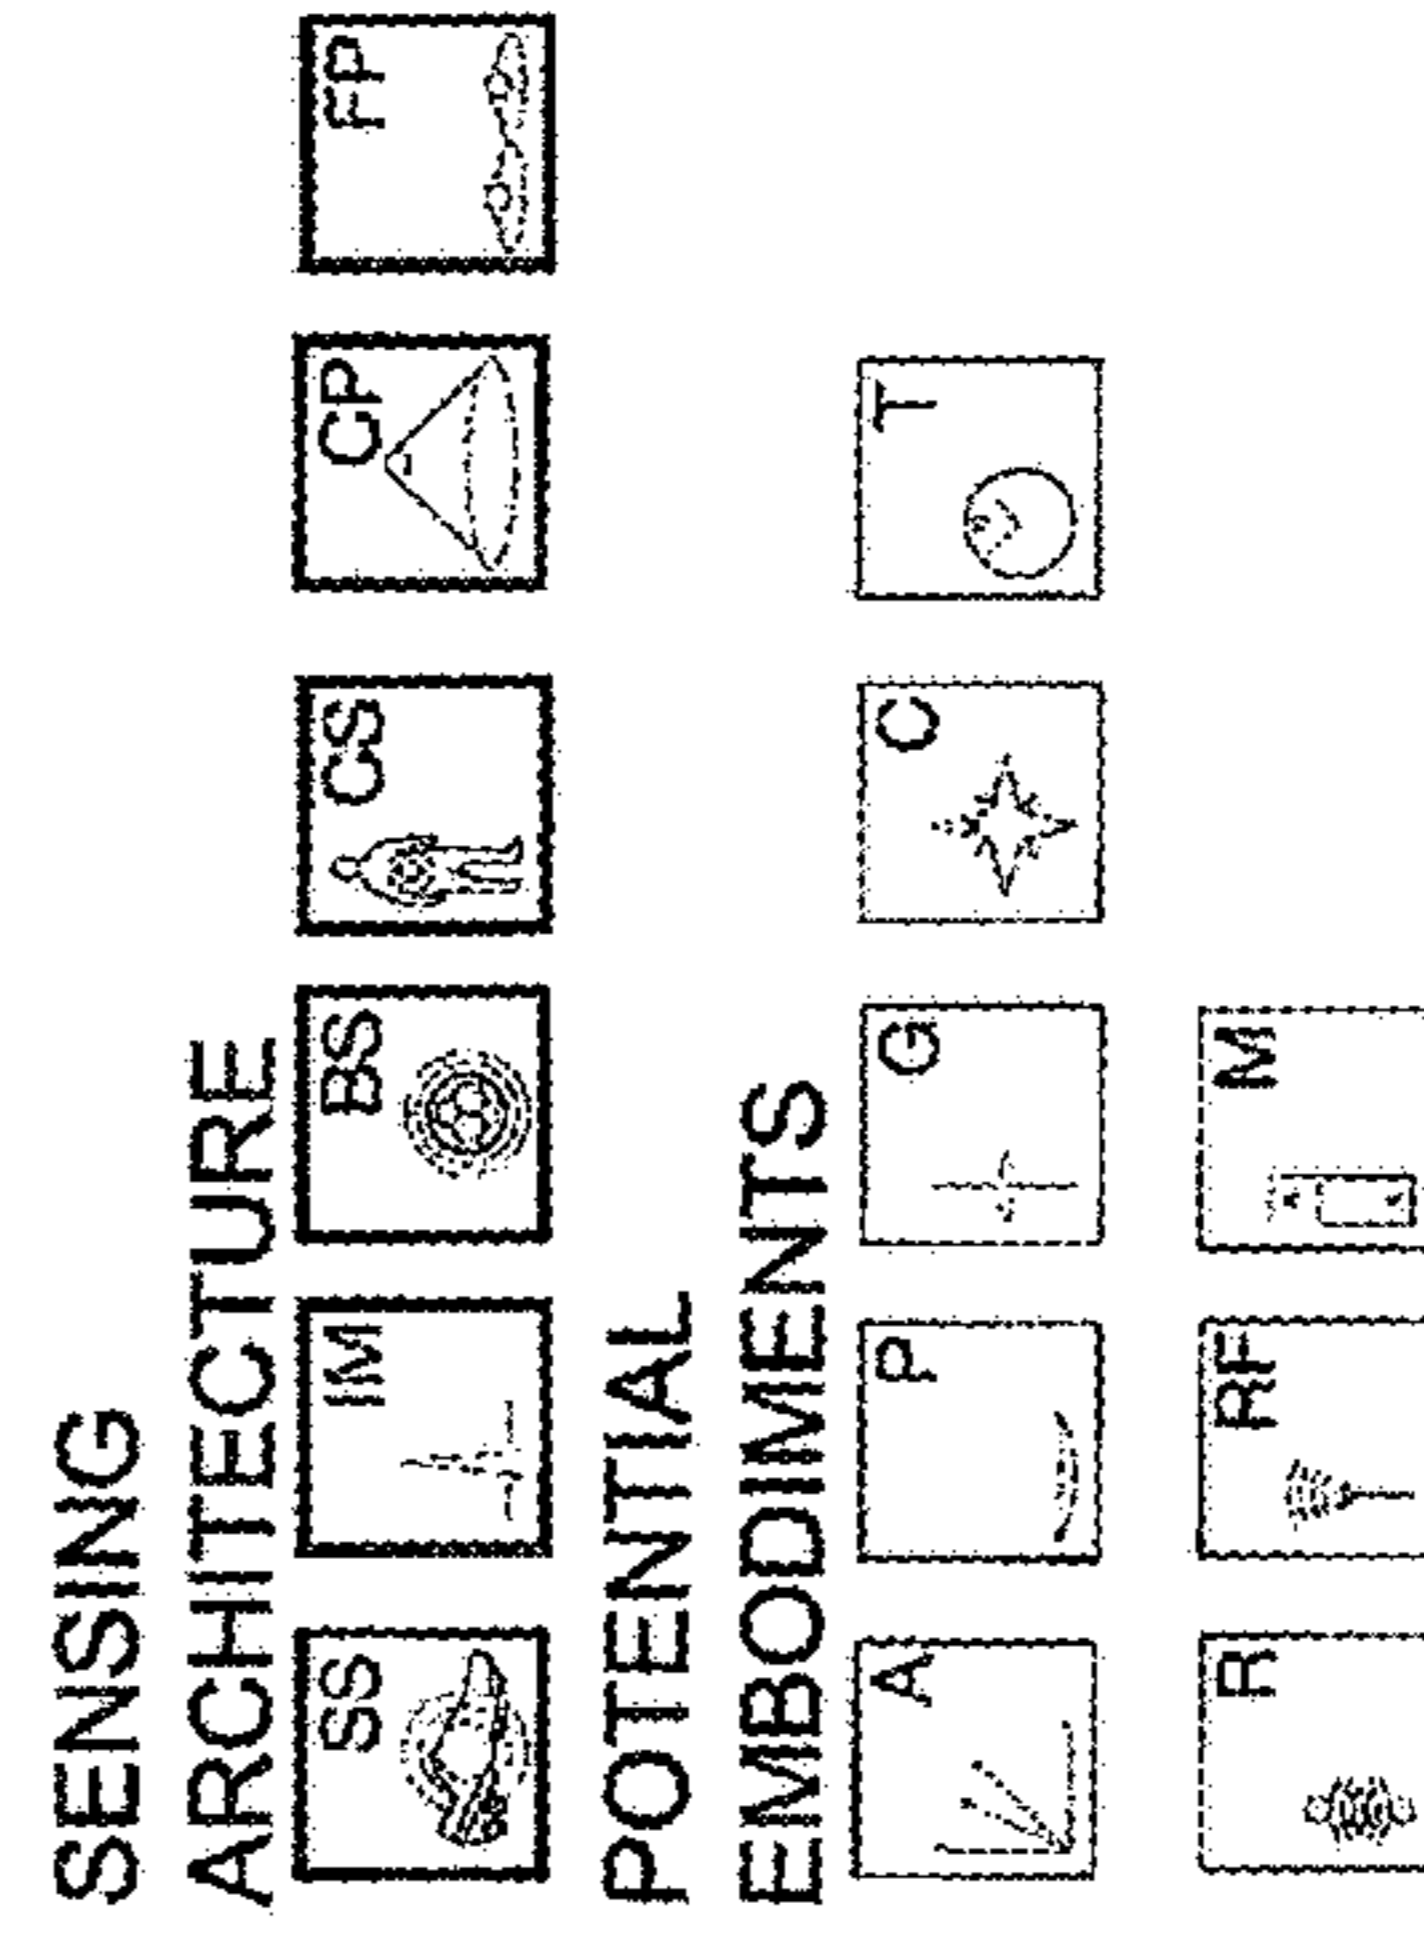 SENSING
ARCHITECTURE
SS IM BS CS CP FP
POTENTIAL
EMBODIMENTS
A P G C T
R RF M